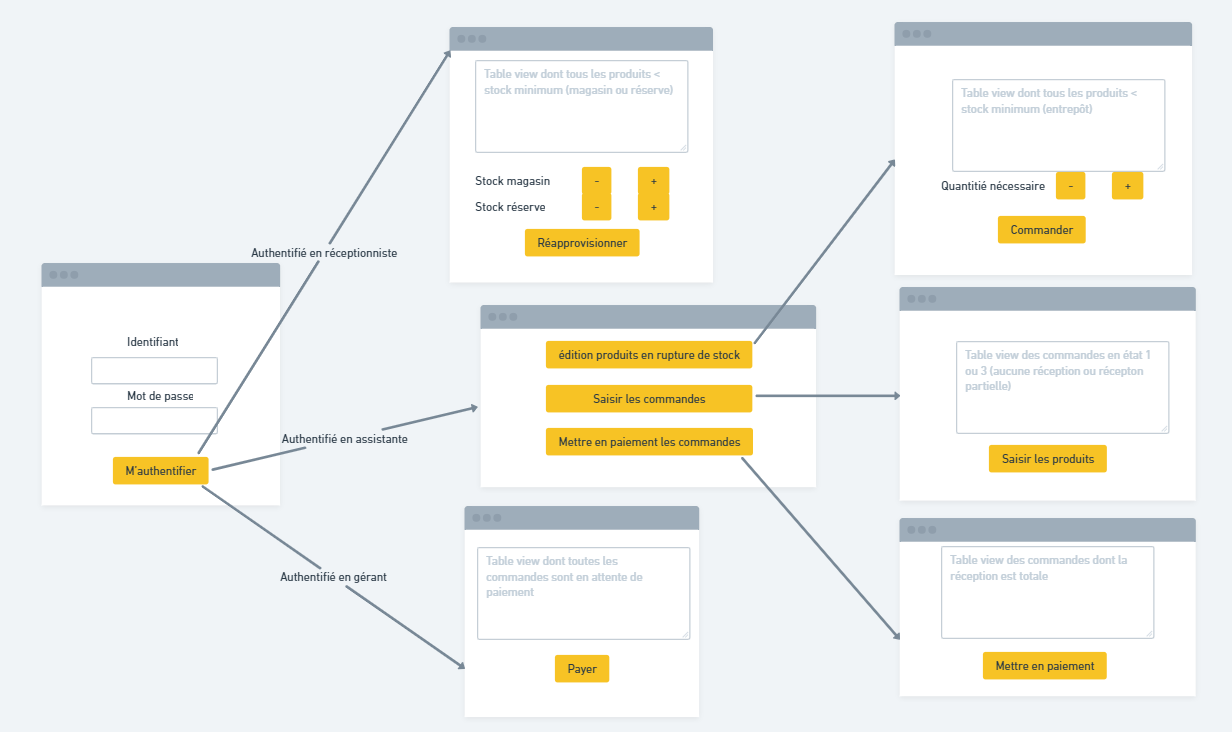 Identifiant
Mot de passe
M'authentifier
Authentifié en réceptionniste
Authentifié en assistante
Authentifié en gérant
Table view dont tous les produits <
stock minimum (magasin ou réserve)
Stock magasin - +
Stock réserve - +
Réapprovisionner
édition produits en rupture de stock
Saisir les commandes
Mettre en paiement les commandes
Table view dont toutes les
commandes sont en attente de
paiement
Payer
Table view dont tous les produits <
stock minimum (entrepôt)
Quantitié nécessaire - +
Commander
Table view des commandes en état 1
ou 3 (aucune réception ou récepton
partielle)
Saisir les produits
Table view des commandes dont la
réception est totale
Mettre en paiement